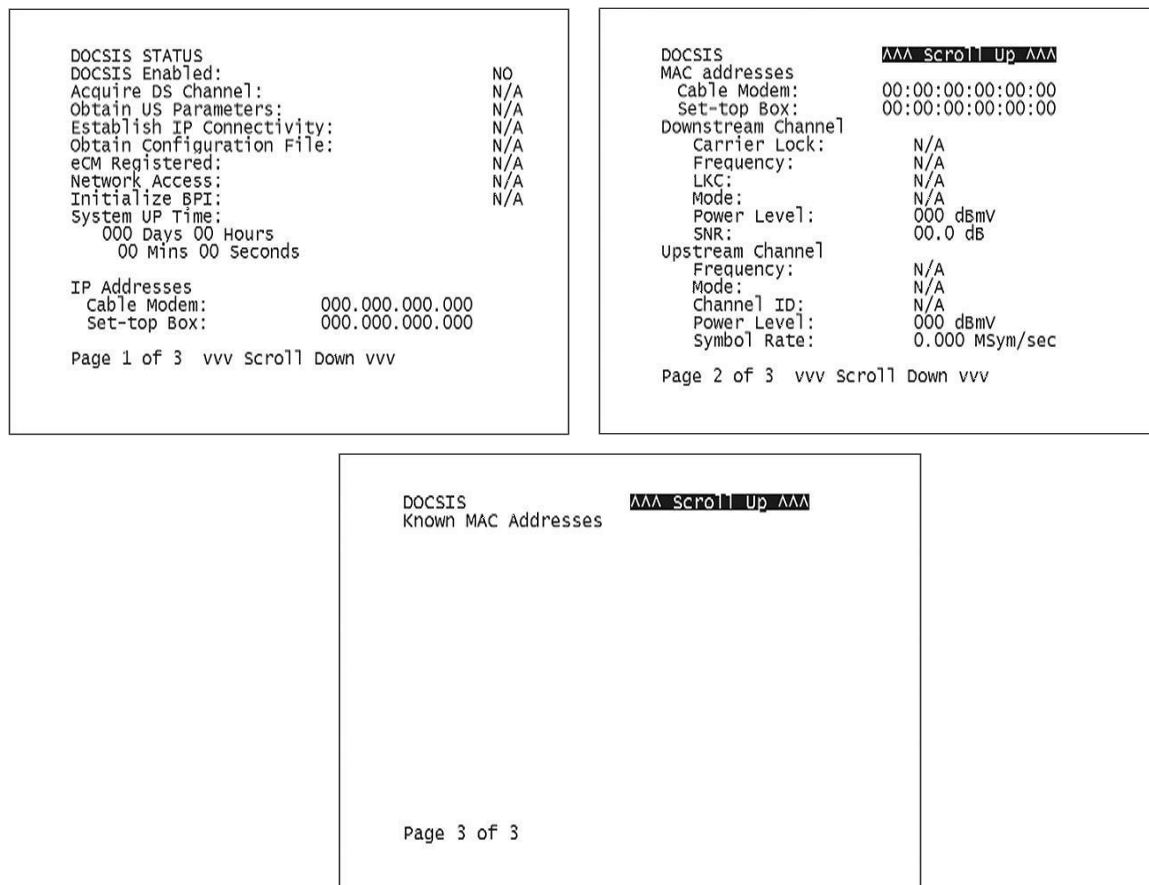 DOCSIS STATUS
DOCSIS Enabled: NO
Acquire DS Channel: N/A
Obtain US Parameters: N/A
Establish IP Connectivity: N/A
Obtain Configuration File: N/A
eCM Registered: N/A
Network Access: N/A
Initialize BPI: N/A
System UP Time:
000 Days 00 Hours
00 Mins 00 Seconds
IP Addresses
Cable Modem: 000.000.000.000
Set-top Box: 000.000.000.000
Page 1 of 3 vvv Scroll Down vvv
DOCSIS ^^^ Scroll Up ^^^
MAC addresses
Cable Modem: 00:00:00:00:00:00
Set-top Box: 00:00:00:00:00:00
Downstream Channel
Carrier Lock: N/A
Frequency: N/A
LKC: N/A
Mode: N/A
Power Level: 000 dBmV
SNR: 00.0 dB
Upstream Channel
Frequency: N/A
Mode: N/A
Channel ID: N/A
Power Level: 000 dBmV
Symbol Rate: 0.000 MSym/sec
Page 2 of 3 vvv Scroll Down vvv
DOCSIS ^^^ Scroll Up ^^^
Known MAC Addresses
Page 3 of 3